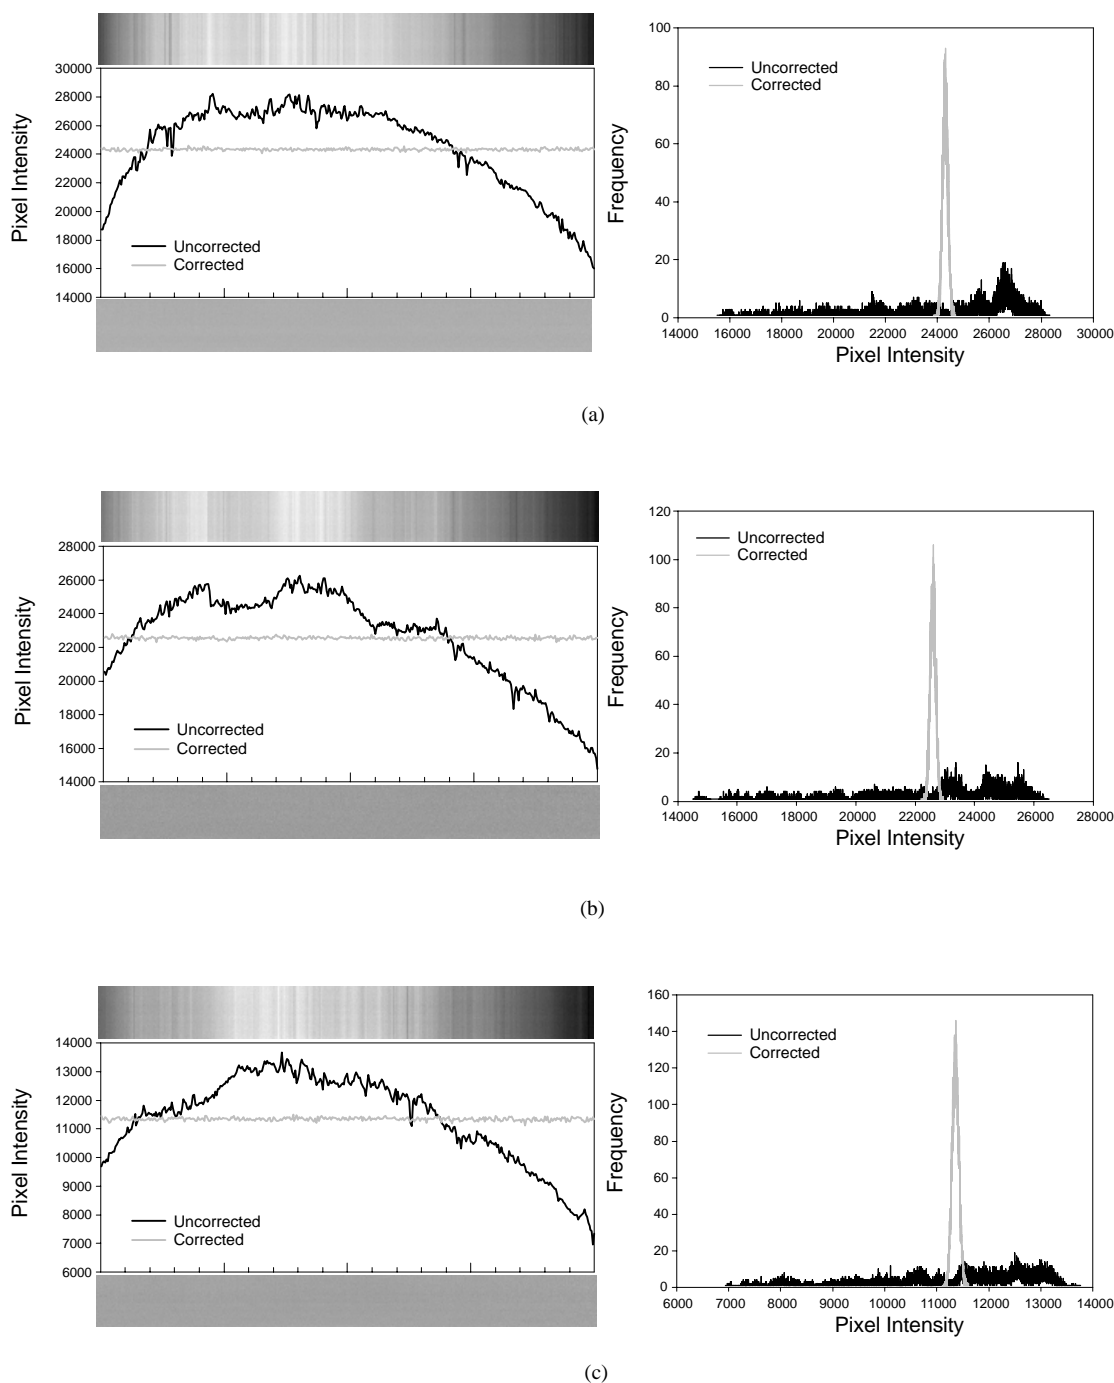 30000
28000
26000
24000
22000
20000
18000
16000
14000
Pixel Intensity
Uncorrected
Corrected
100
80
60
40
20
0
Frequency
Uncorrected
Corrected
14000 16000 18000 20000 22000 24000 26000 28000 30000
Pixel Intensity
(a)
28000
26000
24000
22000
20000
18000
16000
14000
Pixel Intensity
Uncorrected
Corrected
120
100
80
60
40
20
0
Frequency
Uncorrected
Corrected
14000 16000 18000 20000 22000 24000 26000 28000
Pixel Intensity
(b)
14000
13000
12000
11000
10000
9000
8000
7000
6000
Pixel Intensity
Uncorrected
Corrected
160
140
120
100
80
60
40
20
0
Frequency
Uncorrected
Corrected
6000 7000 8000 9000 10000 11000 12000 13000 14000
Pixel Intensity
(c)